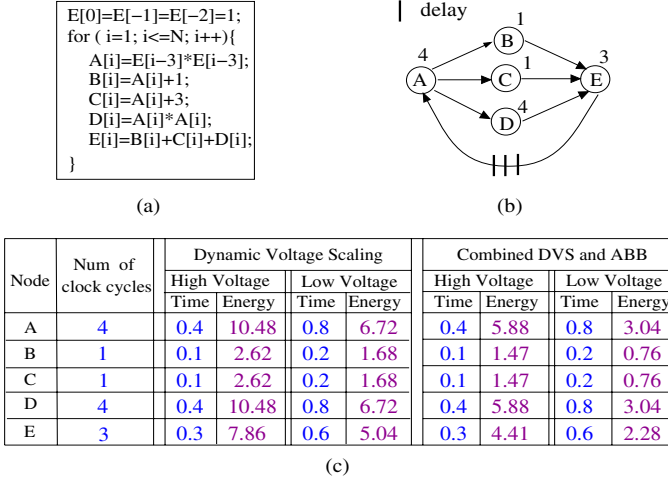 E[0]=E[−1]=E[−2]=1;
for ( i=1; i<=N; i++){
A[i]=E[i−3]*E[i−3];
B[i]=A[i]+1;
C[i]=A[i]+3;
D[i]=A[i]*A[i];
E[i]=B[i]+C[i]+D[i];
}
(a)
delay
1
B
4
1
3
A
C
E
4
D
(b)
Node
Num of clock cycles
Dynamic Voltage Scaling
Combined DVS and ABB
High Voltage Low Voltage High Voltage Low Voltage
Time Energy Time Energy Time Energy Time Energy
A 4 0.4 10.48 0.8 6.72 0.4 5.88 0.8 3.04
B 1 0.1 2.62 0.2 1.68 0.1 1.47 0.2 0.76
C 1 0.1 2.62 0.2 1.68 0.1 1.47 0.2 0.76
D 4 0.4 10.48 0.8 6.72 0.4 5.88 0.8 3.04
E 3 0.3 7.86 0.6 5.04 0.3 4.41 0.6 2.28
(c)